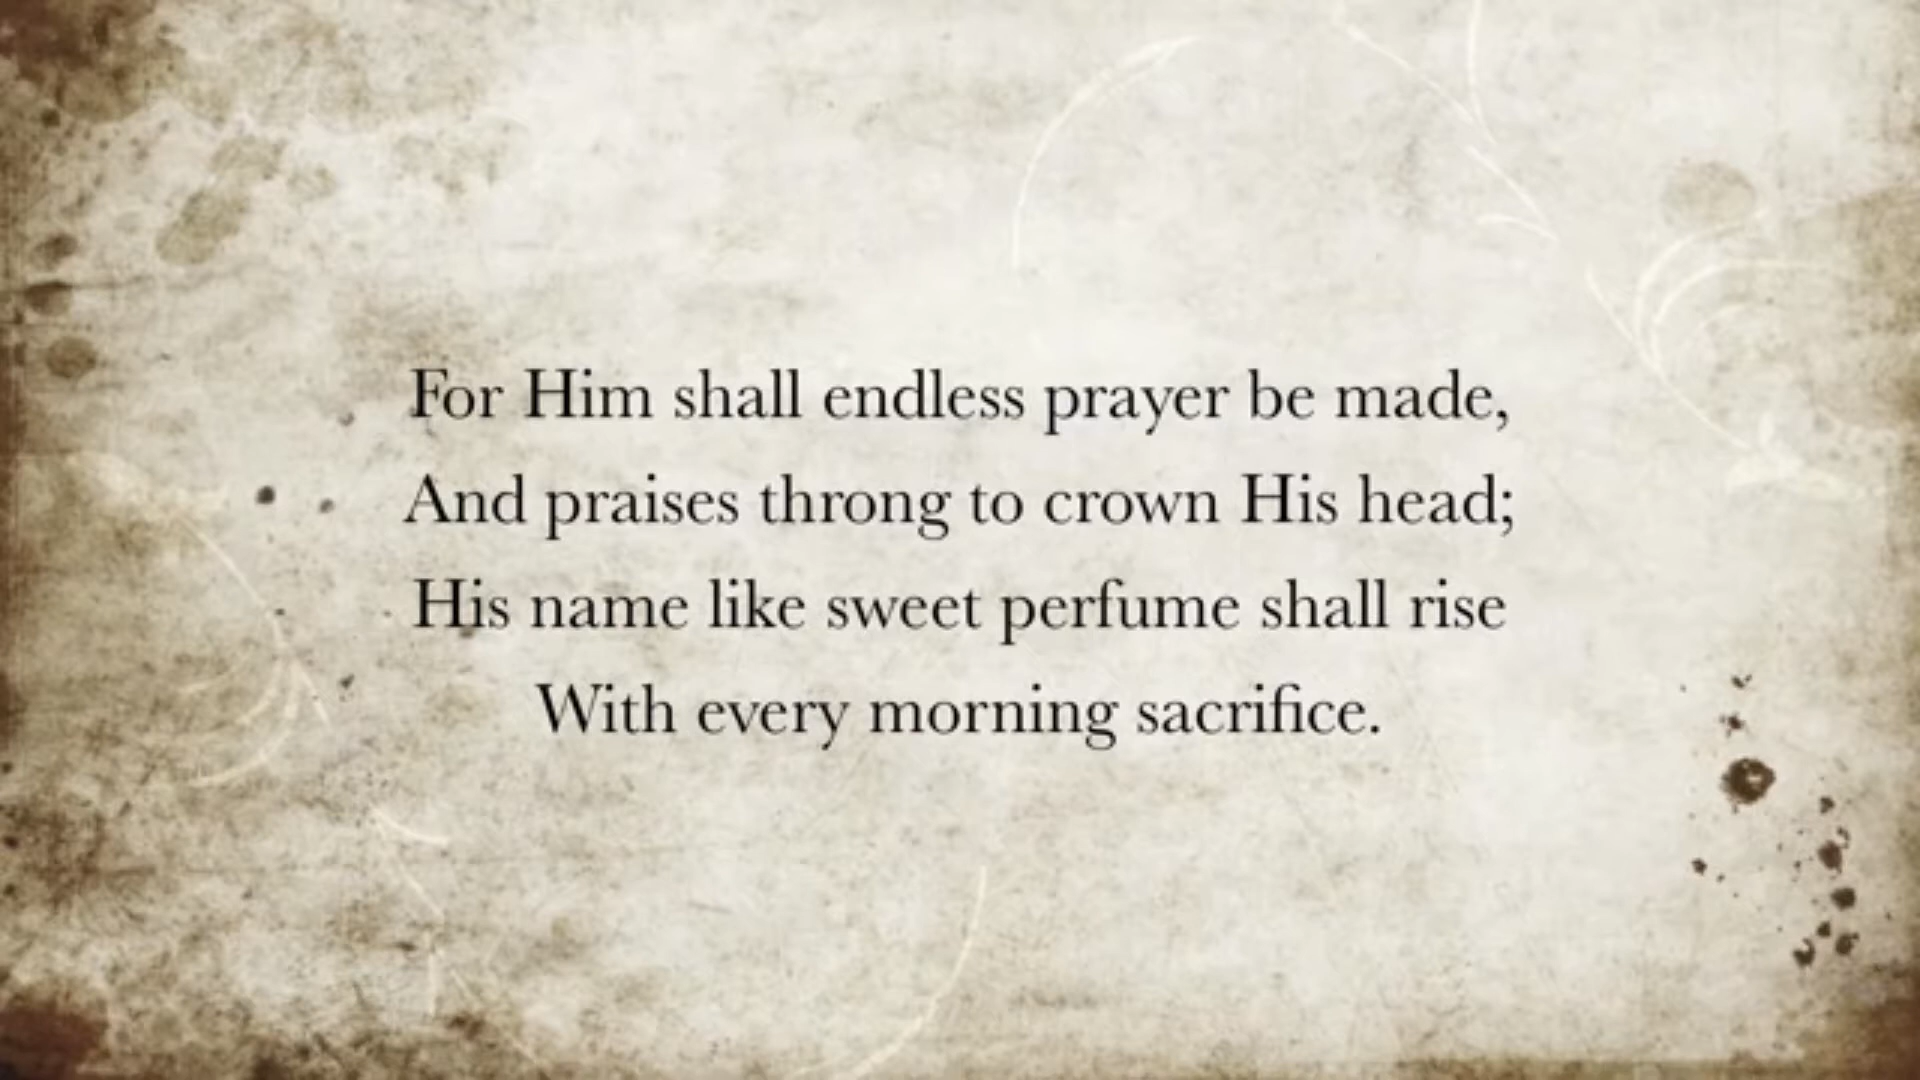 For Him shall endless prayer be made,
And praises throng to crown His head;
His name like sweet perfume shall rise
With every morning sacrifice.